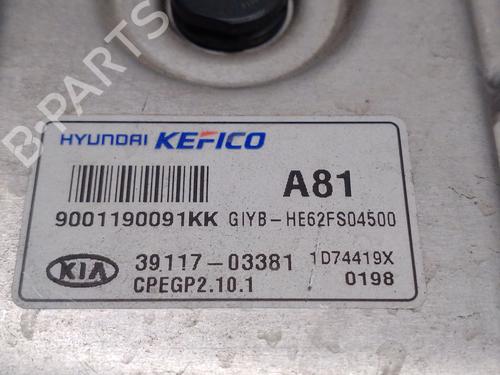 HYUNDAI KEFICO
A81
9001190091KK GIYB-HE62FS04500
KIA 39117-03381 1D74419X
CPEGP2.10.1 0198
B-PARTS